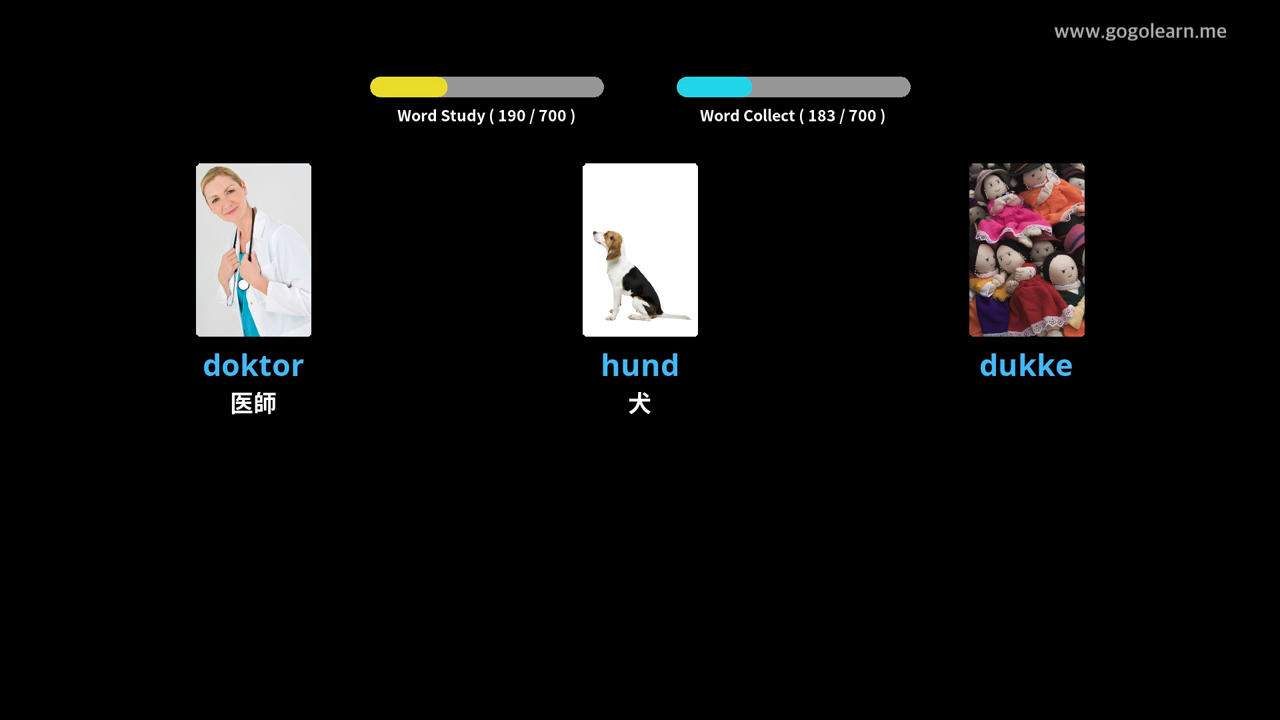 www.gogolearn.me
Word Study ( 190 / 700 )
Word Collect ( 183 / 700 )
doktor
医師
hund
犬
dukke